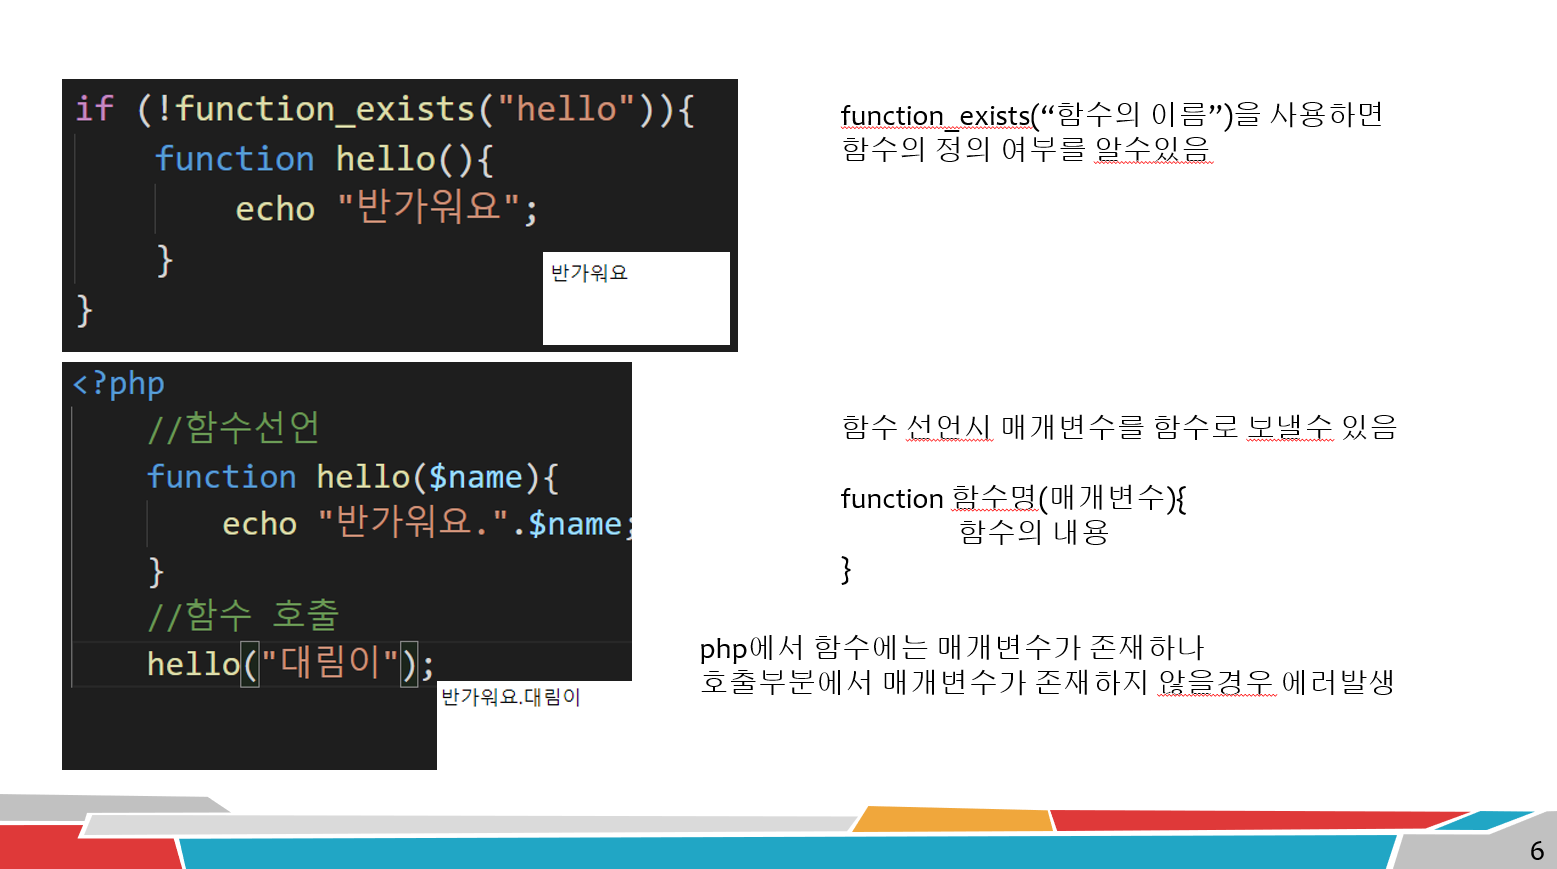 if (!function_exists("hello")){
function hello(){
echo "반가워요";
}
}
반가워요
function_exists(“함수의 이름”)을 사용하면
함수의 정의 여부를 알수있음
<?php
//함수선언
function hello($name){
echo "반가워요.".$name;
}
//함수 호출
hello("대림이");
반가워요.대림이
함수 선언시 매개변수를 함수로 보낼수 있음
function 함수명(매개변수){
함수의 내용
}
php에서 함수에는 매개변수가 존재하나
호출부분에서 매개변수가 존재하지 않을경우 에러발생
6